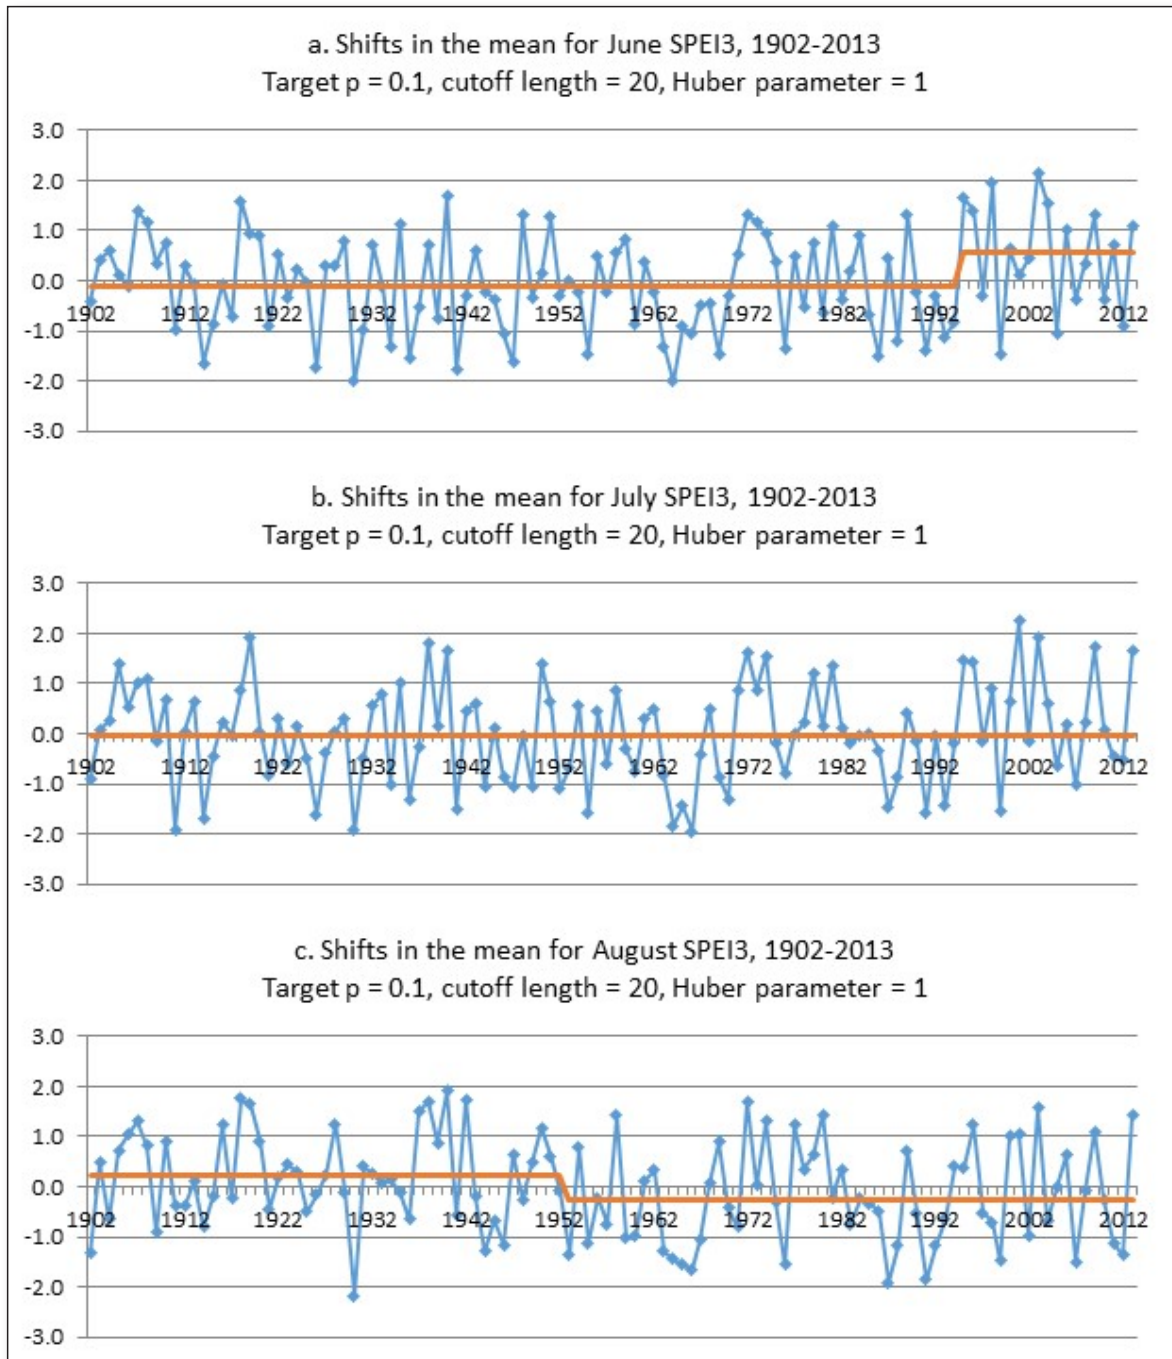 a. Shifts in the mean for June SPEI3, 1902-2013
Target p = 0.1, cutoff length = 20, Huber parameter = 1
3.0
2.0
1.0
0.0
1902 1912 1922 1932 1942 1952 1962 1972 1982 1992 2002 2012
-1.0
-2.0
-3.0
b. Shifts in the mean for July SPEI3, 1902-2013
Target p = 0.1, cutoff length = 20, Huber parameter = 1
3.0
2.0
1.0
0.0
1902 1912 1922 1932 1942 1952 1962 1972 1982 1992 2002 2012
-1.0
-2.0
-3.0
c. Shifts in the mean for August SPEI3, 1902-2013
Target p = 0.1, cutoff length = 20, Huber parameter = 1
3.0
2.0
1.0
0.0
1902 1912 1922 1932 1942 1952 1962 1972 1982 1992 2002 2012
-1.0
-2.0
-3.0